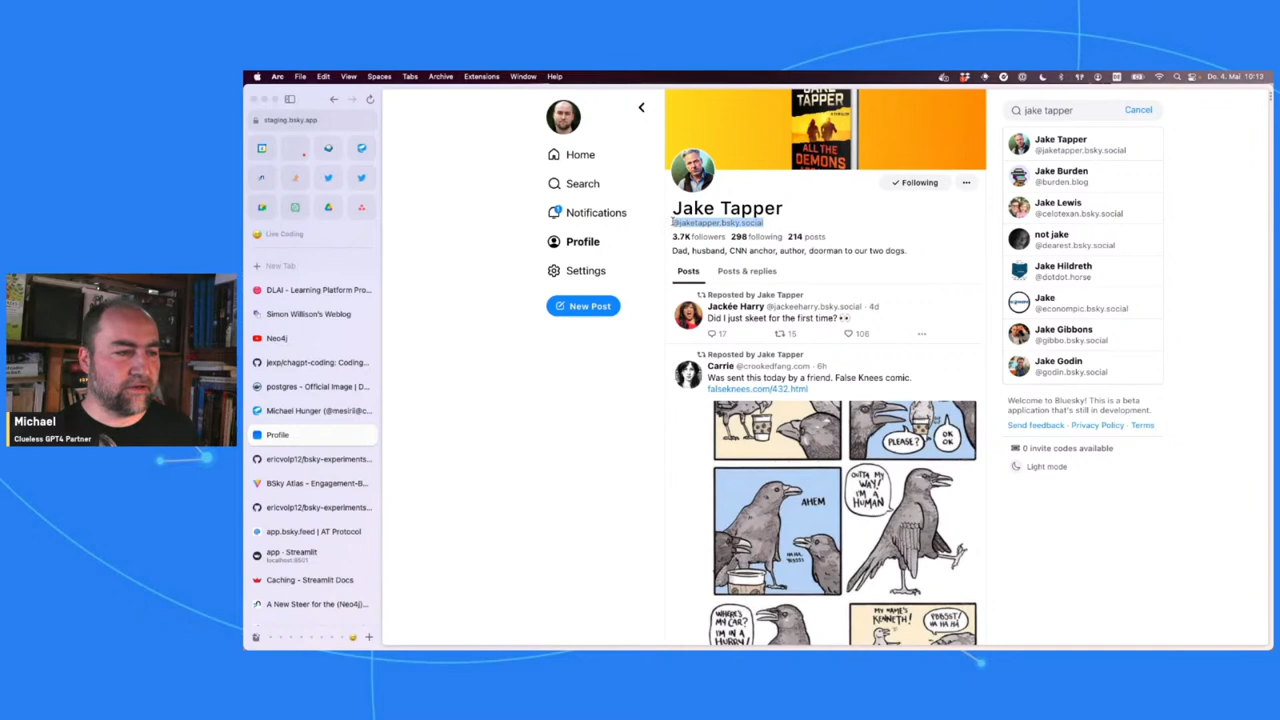 Arc File Edit View Spaces Tabs Archive Extensions Window Help
Do. 4. Mai 10:13
staging.bsky.app
Live Coding
New Tab
DLAI - Learning Platform Pro...
Simon Willison's Weblog
Neo4j
jexp/chagpt-coding: Coding...
postgres - Official Image | D...
Michael Hunger (@mesirii@c...
Profile
ericvolp12/bsky-experiments...
BSky Atlas - Engagement-B...
ericvolp12/bsky-experiments...
app.bsky.feed | AT Protocol
app · Streamlit
localhost:8501
Caching - Streamlit Docs
A New Steer for the (Neo4j)...
Michael
Clueless GPT4 Partner
Home
Search
Notifications
Profile
Settings
New Post
TAPPER
ALL THE
DEMONS
Following
Jake Tapper
@jaketapper.bsky.social
3.7K followers 298 following 214 posts
Dad, husband, CNN anchor, author, doorman to our two dogs.
Posts Posts & replies
Reposted by Jake Tapper
Jackée Harry @jackeeharry.bsky.social · 4d
Did I just skeet for the first time? 👀
17 15 106
Reposted by Jake Tapper
Carrie @crookedfang.com · 6h
Was sent this today by a friend. False Knees comic.
falseknees.com/432.html
PLEASE?
OK
OK
AHEM
OUTTA MY
WAY!
I'M A
HUMAN
WHERE'S
MY CAR?
I'M IN A
HURRY!
MY NAME'S
KENNETH!
PBBSST!
HA HA HA
jake tapper Cancel
Jake Tapper
@jaketapper.bsky.social
Jake Burden
@burden.blog
Jake Lewis
@celotexan.bsky.social
not jake
@dearest.bsky.social
Jake Hildreth
@dotdot.horse
Jake
@econompic.bsky.social
Jake Gibbons
@gibbo.bsky.social
Jake Godin
@godin.bsky.social
Welcome to Bluesky! This is a beta
application that's still in development.
Send feedback · Privacy Policy · Terms
0 invite codes available
Light mode